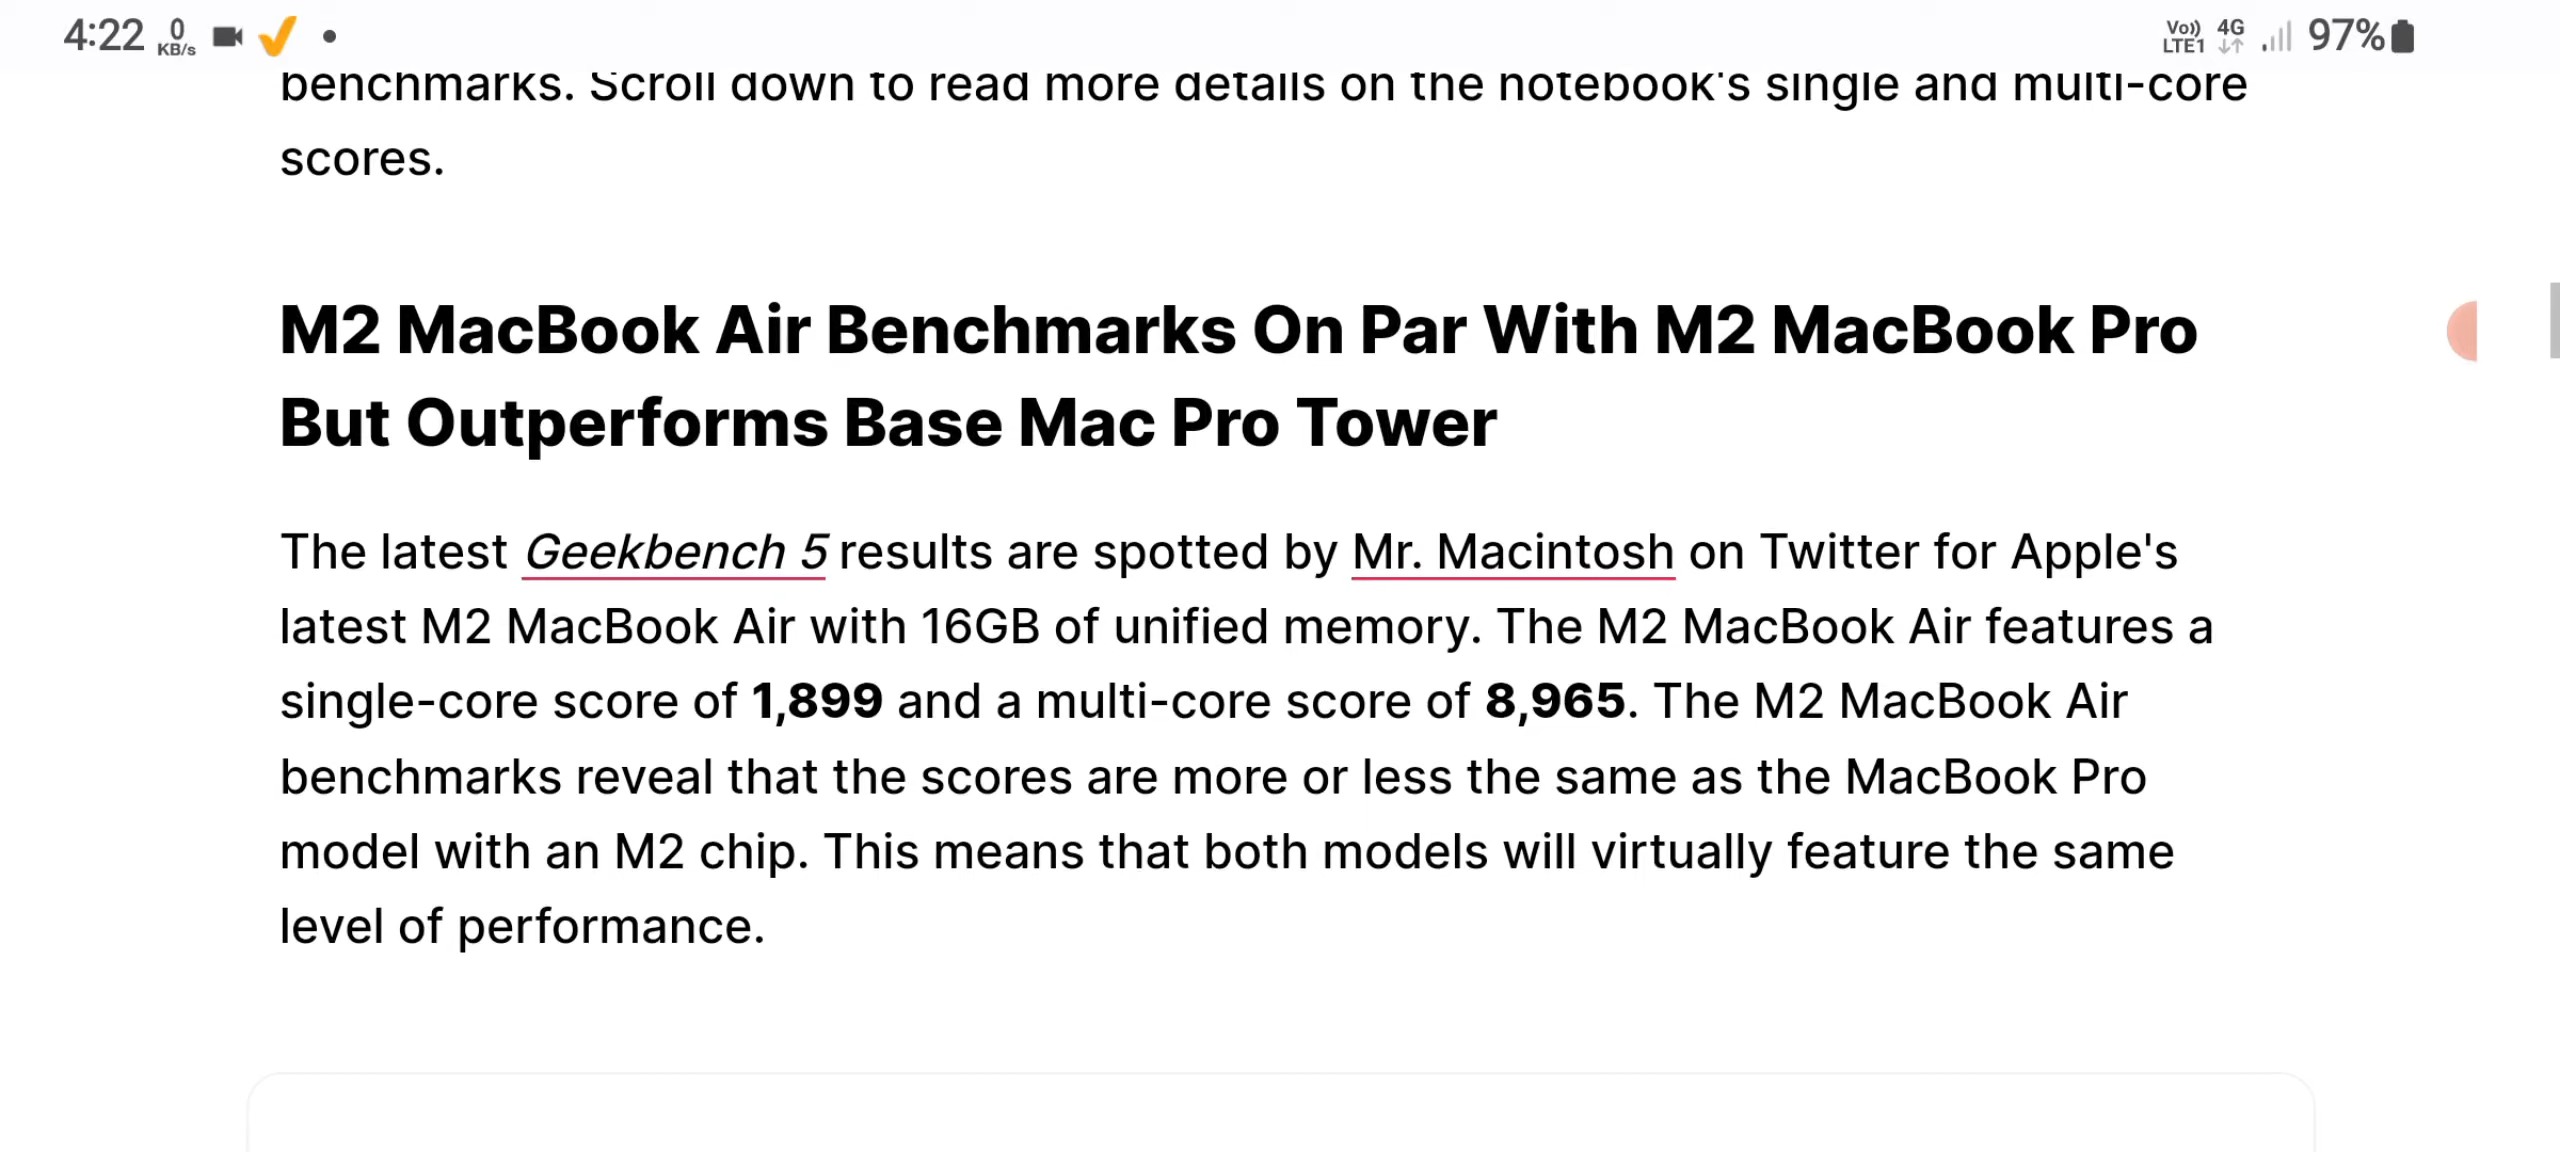 4:22 0 KB/s Vo)) LTE1 4G 97%
benchmarks. Scroll down to read more details on the notebook's single and multi-core
scores.
M2 MacBook Air Benchmarks On Par With M2 MacBook Pro
But Outperforms Base Mac Pro Tower
The latest Geekbench 5 results are spotted by Mr. Macintosh on Twitter for Apple's
latest M2 MacBook Air with 16GB of unified memory. The M2 MacBook Air features a
single-core score of 1,899 and a multi-core score of 8,965. The M2 MacBook Air
benchmarks reveal that the scores are more or less the same as the MacBook Pro
model with an M2 chip. This means that both models will virtually feature the same
level of performance.